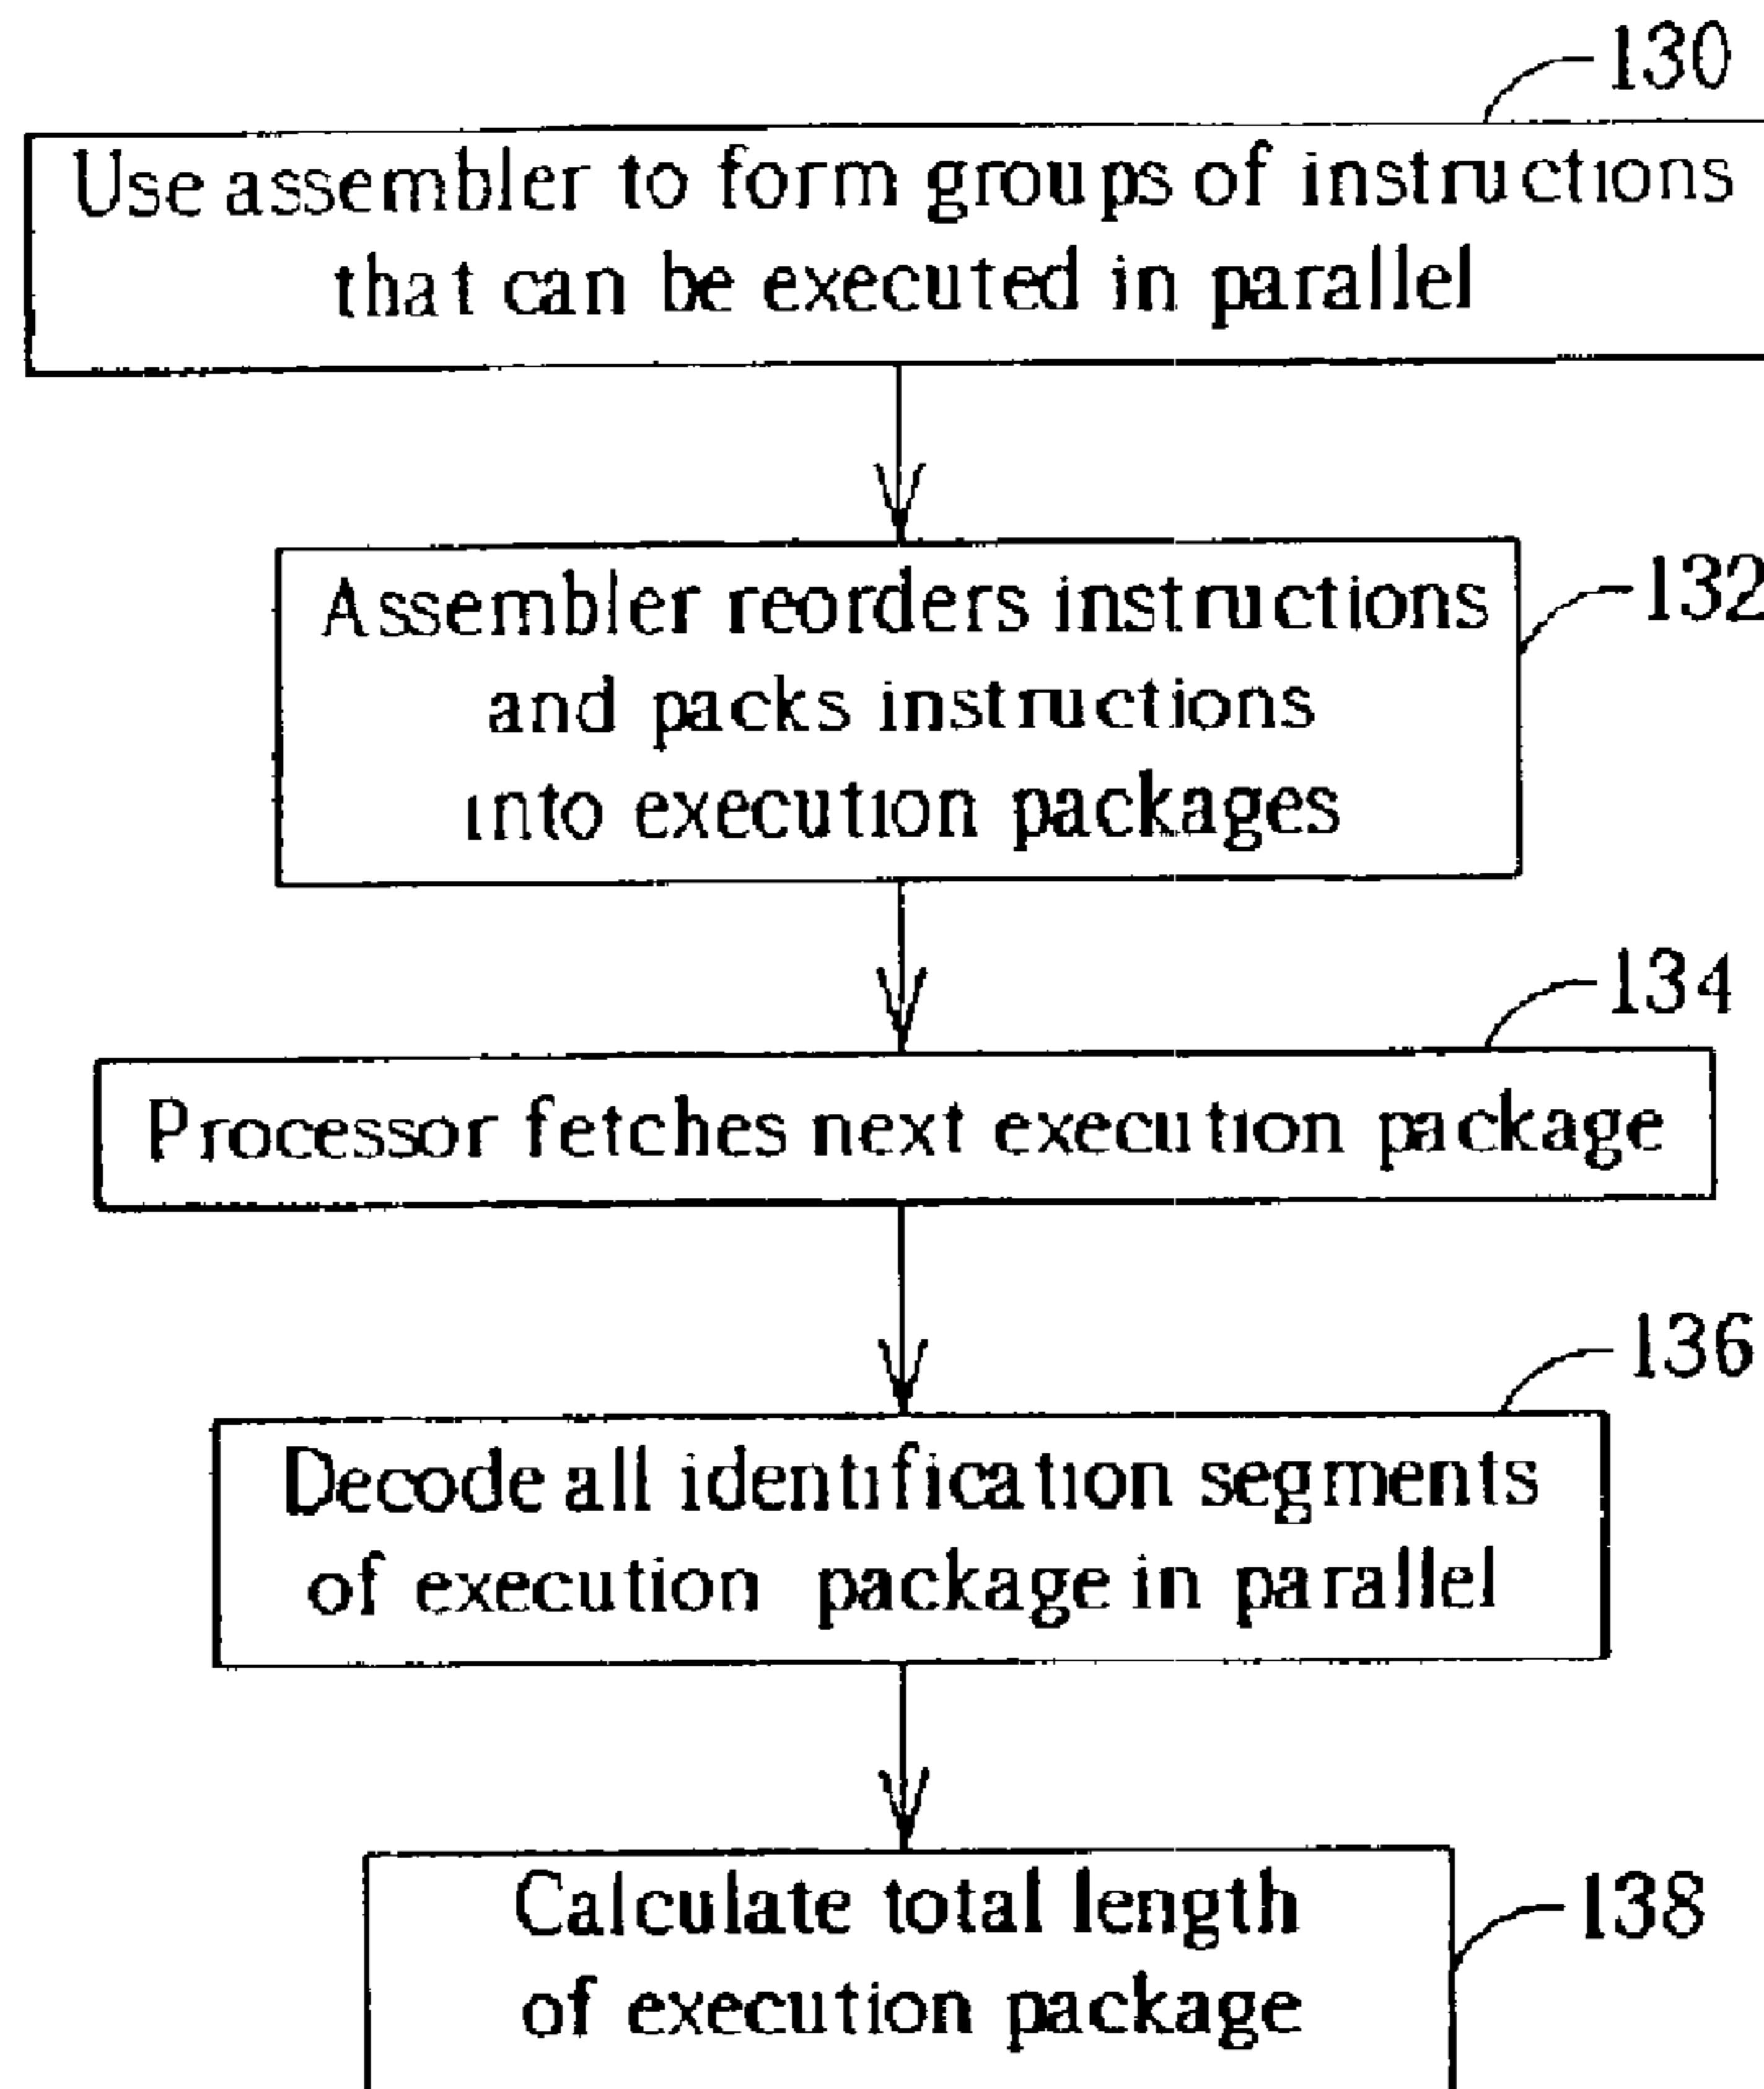 130
Use assembler to form groups of instructions
that can be executed in parallel
Assembler reorders instructions
132
and packs instructions
into execution packages
134
Processor fetches next execution package
136
Decode all identification segments
of execution package in parallel
Calculate total length
138
of execution package